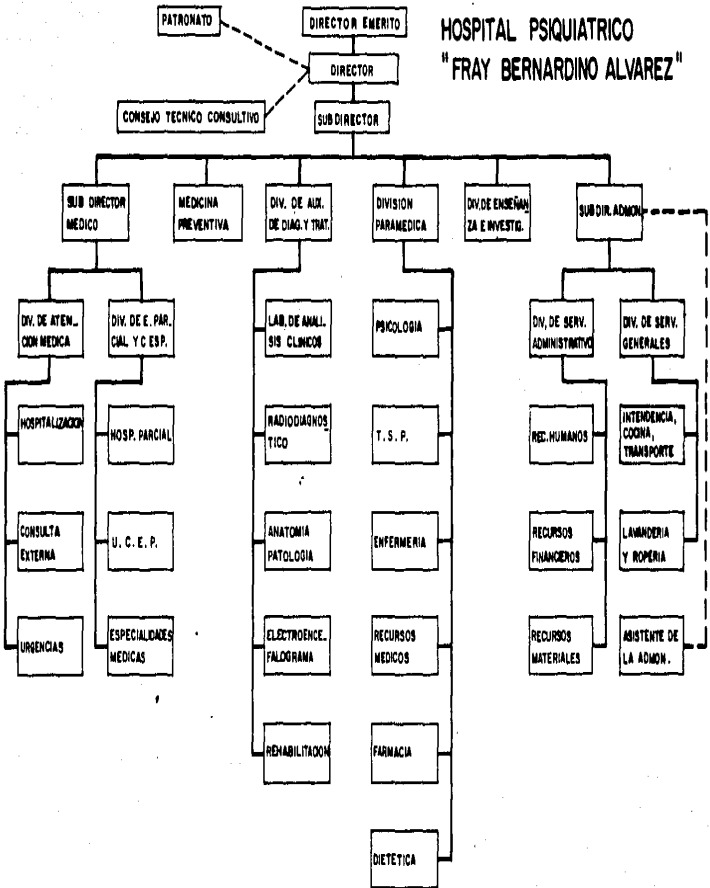 HOSPITAL PSIQUIATRICO
"FRAY BERNARDINO ALVAREZ"
PATRONATO
DIRECTOR EMERITO
DIRECTOR
CONSEJO TECNICO CONSULTIVO
SUBDIRECTOR
SUB DIRECTOR
MEDICO
MEDICINA
PREVENTIVA
DIV. DE AUX.
DE DIAG. Y TRAT.
DIVISION
PARAMEDICA
DIV. DE ENSEÑAN
ZA E INVESTIG.
SUB DIR. ADMON.
DIV. DE ATEN_
CION MEDICA
DIV. DE E. PAR_
CIAL Y C ESP.
LAB. DE ANALI_
SIS CLINICOS
PSICOLOGIA
DIV. DE SERV.
ADMINISTRATIVO
DIV. DE SERV.
GENERALES
HOSPITALIZACION
HOSP. PARCIAL
RADIODIAGNOS_
TICO
T. S. P.
REC. HUMANOS
INTENDENCIA,
COCINA,
TRANSPORTE
CONSULTA
EXTERNA
U. C. E. P.
ANATOMIA
PATOLOGIA
ENFERMERIA
RECURSOS
FINANCEROS
LAVANDERIA
Y ROPERIA
URGENCIAS
ESPECIALIDADES
MEDICAS
ELECTROENCE_
FALOGRAMA
RECURSOS
MEDICOS
RECURSOS
MATERIALES
ASISTENTE DE
LA ADMON.
REHABILITACION
FARMACIA
DIETETICA